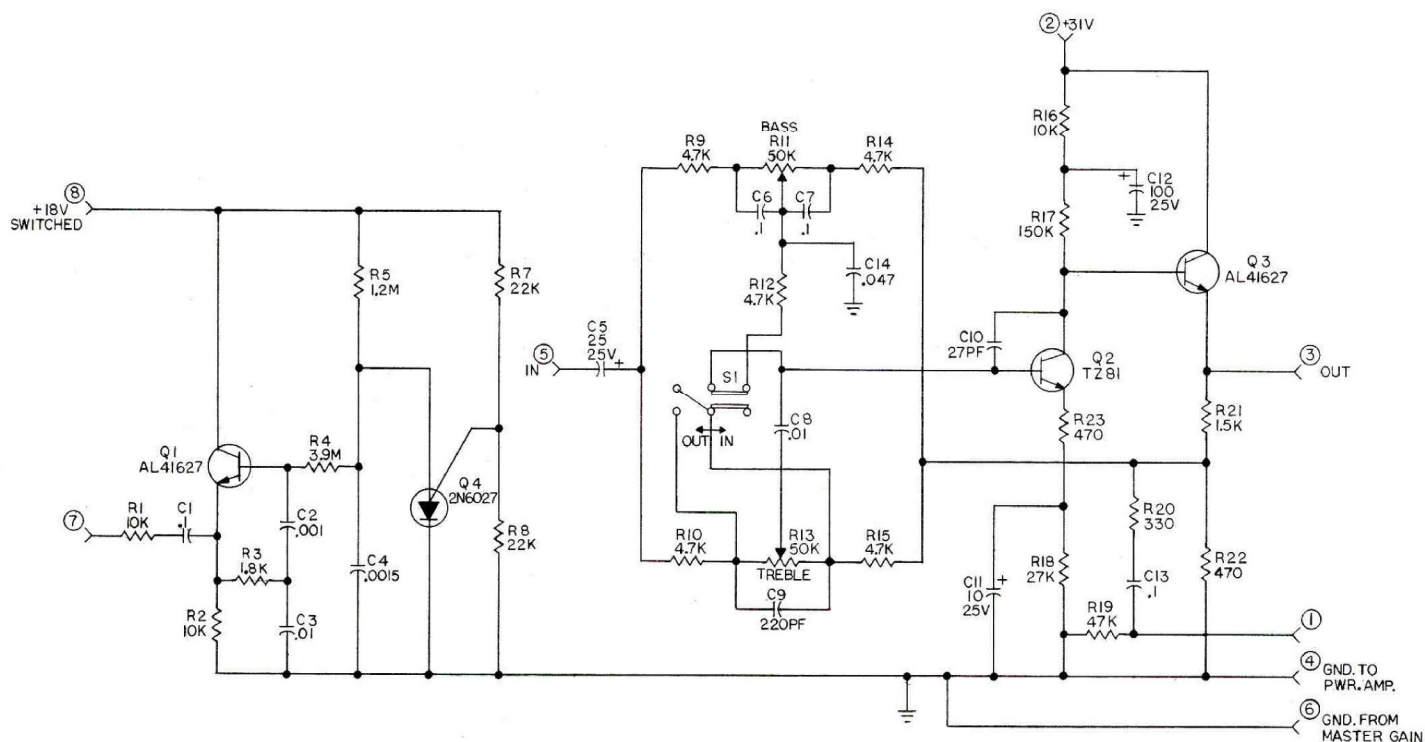 ② +31V
R16
10K
BASS
R9
4.7K
R11
50K
R14
4.7K
+
C12
100
25V
⑧
+18V
SWITCHED
C6
.1
C7
.1
R17
150K
Q3
AL41627
R5
1.2M
R7
22K
R12
4.7K
C14
.047
C5
25
25V
+
⑤
IN
C10
27PF
Q2
TZ81
③
OUT
S1
C8
.01
R23
470
R21
1.5K
OUT IN
Q1
AL41627
R4
3.9M
Q4
2N6027
⑦
R1
10K
C1
.1
C2
.001
R20
330
R8
22K
R10
4.7K
R13
50K
TREBLE
R15
4.7K
R3
1.8K
C4
.0015
R18
27K
C13
.1
R22
470
C11
10
25V
+
C9
220PF
R2
10K
C3
.01
R19
47K
①
④ GND. TO
PWR. AMP.
⑥ GND. FROM
MASTER GAIN